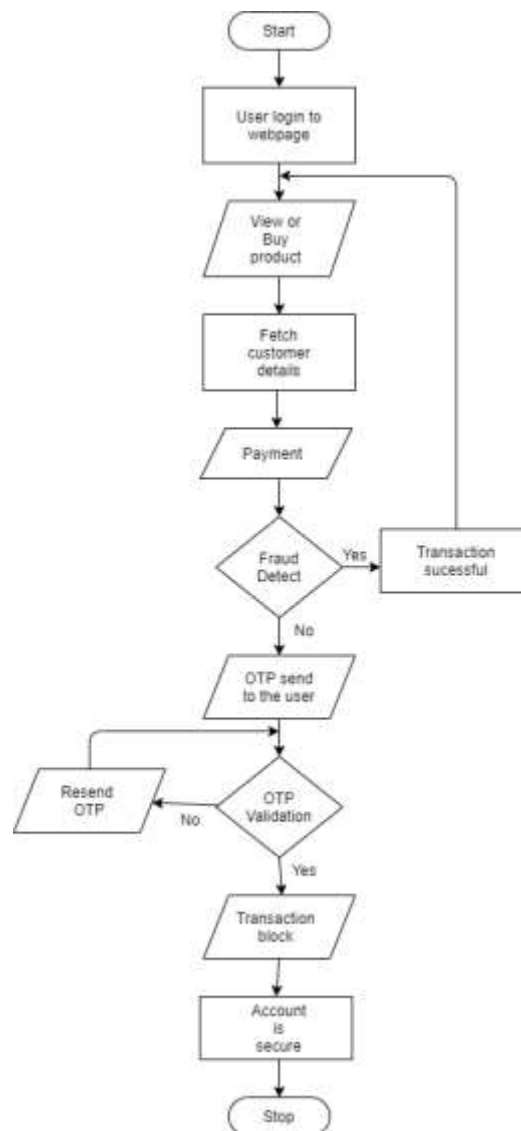 Start
User login to
webpage
View or
Buy
product
Fetch
customer
details
Payment
Fraud
Detect
Yes
Transaction
sucessful
No
OTP send
to the user
Resend
OTP
No
OTP
Validation
Yes
Transaction
block
Account
is
secure
Stop